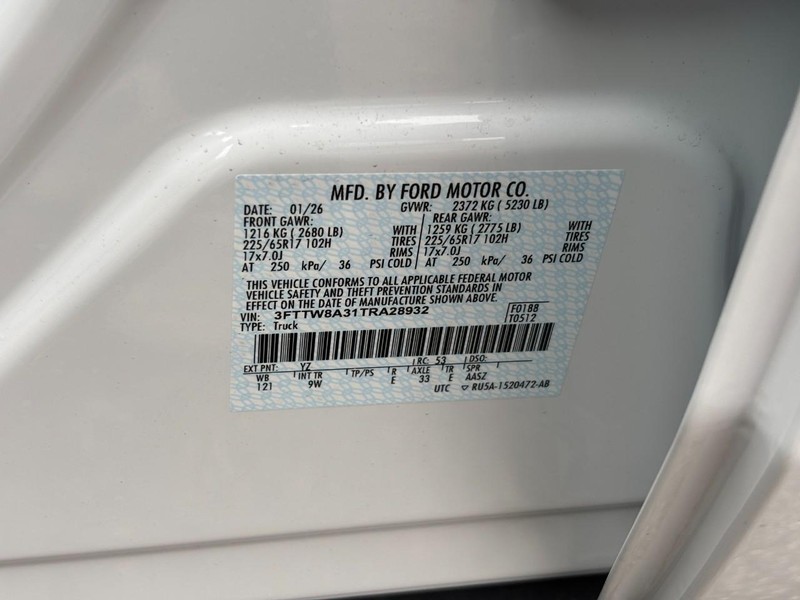 MFD. BY FORD MOTOR CO.
DATE: 01/26 GVWR: 2372 KG ( 5230 LB)
FRONT GAWR: REAR GAWR:
1216 KG ( 2680 LB) WITH 1259 KG ( 2775 LB) WITH
225/65R17 102H TIRES 225/65R17 102H TIRES
17x7.0J RIMS 17x7.0J RIMS
AT 250 kPa/ 36 PSI COLD AT 250 kPa/ 36 PSI COLD
THIS VEHICLE CONFORMS TO ALL APPLICABLE FEDERAL MOTOR
VEHICLE SAFETY AND THEFT PREVENTION STANDARDS IN
EFFECT ON THE DATE OF MANUFACTURE SHOWN ABOVE.
VIN: 3FTTW8A31TRA28932 F0188
TYPE: Truck T0512
EXT PNT: YZ RC: 53 DSO:
WB INT TR TP/PS R AXLE TR SPR
121 9W E 33 E AASZ
UTC RU5A-1520472-AB